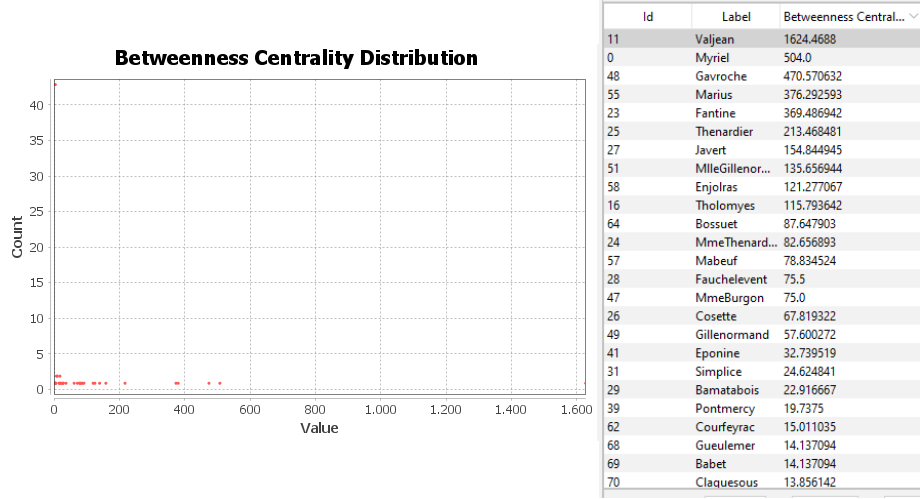 Betweenness Centrality Distribution
40
35
30
25
20
15
10
5
0
Count
0 200 400 600 800 1.000 1.200 1.400 1.600
Value
Id Label Betweenness Central...
11 Valjean 1624.4688
0 Myriel 504.0
48 Gavroche 470.570632
55 Marius 376.292593
23 Fantine 369.486942
25 Thenardier 213.468481
27 Javert 154.844945
51 MlleGillenor... 135.656944
58 Enjolras 121.277067
16 Tholomyes 115.793642
64 Bossuet 87.647903
24 MmeThenard... 82.656893
57 Mabeuf 78.834524
28 Fauchelevent 75.5
47 MmeBurgon 75.0
26 Cosette 67.819322
49 Gillenormand 57.600272
41 Eponine 32.739519
31 Simplice 24.624841
29 Bamatabois 22.916667
39 Pontmercy 19.7375
62 Courfeyrac 15.011035
68 Gueulemer 14.137094
69 Babet 14.137094
70 Claquesous 13.856142